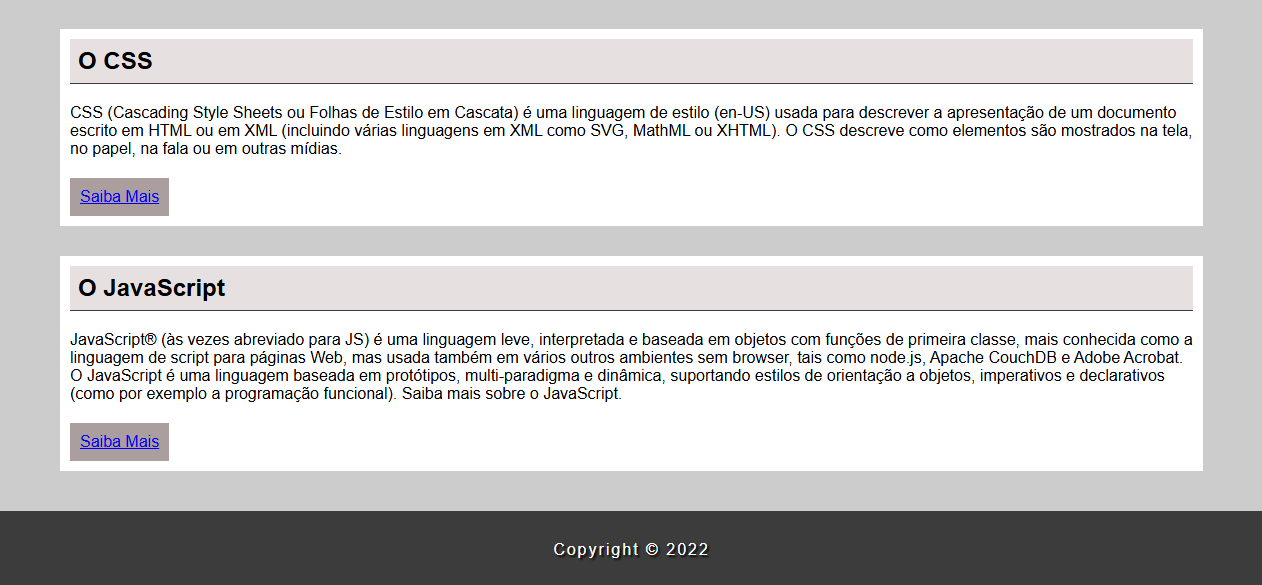 O CSS
CSS (Cascading Style Sheets ou Folhas de Estilo em Cascata) é uma linguagem de estilo (en-US) usada para descrever a apresentação de um documento
escrito em HTML ou em XML (incluindo várias linguagens em XML como SVG, MathML ou XHTML). O CSS descreve como elementos são mostrados na tela,
no papel, na fala ou em outras mídias.
Saiba Mais
O JavaScript
JavaScript® (às vezes abreviado para JS) é uma linguagem leve, interpretada e baseada em objetos com funções de primeira classe, mais conhecida como a
linguagem de script para páginas Web, mas usada também em vários outros ambientes sem browser, tais como node.js, Apache CouchDB e Adobe Acrobat.
O JavaScript é uma linguagem baseada em protótipos, multi-paradigma e dinâmica, suportando estilos de orientação a objetos, imperativos e declarativos
(como por exemplo a programação funcional). Saiba mais sobre o JavaScript.
Saiba Mais
Copyright © 2022